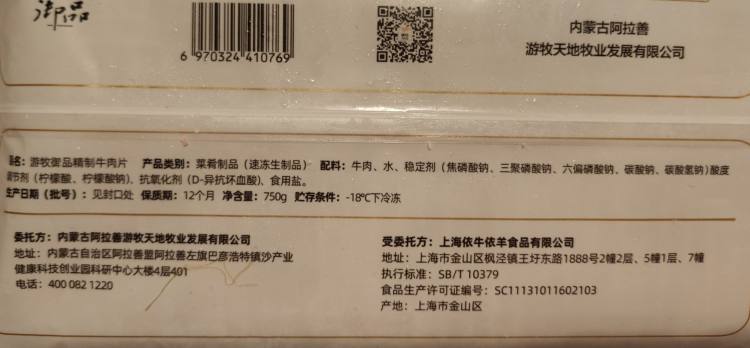 御品
6 970324 410769
内蒙古阿拉善
游牧天地牧业发展有限公司
名：游牧御品精制牛肉片 产品类别：菜肴制品（速冻生制品） 配料：牛肉、水、稳定剂（焦磷酸钠、三聚磷酸钠、六偏磷酸钠、碳酸钠、碳酸氢钠）酸度
调节剂（柠檬酸、柠檬酸钠）、抗氧化剂（D-异抗坏血酸）、食用盐。
生产日期（批号）：见封口处 保质期：12个月 净含量：750g 贮存条件：-18℃下冷冻
委托方：内蒙古阿拉善游牧天地牧业发展有限公司
地址：内蒙古自治区阿拉善盟阿拉善左旗巴彦浩特镇沙产业
健康科技创业园科研中心大楼4层401
电话：400 082 1220
受委托方：上海依牛依羊食品有限公司
地址：上海市金山区枫泾镇王圩东路1888号2幢2层、5幢1层、7幢
执行标准：SB/T 10379
食品生产许可证编号：SC11131011602103
产地：上海市金山区